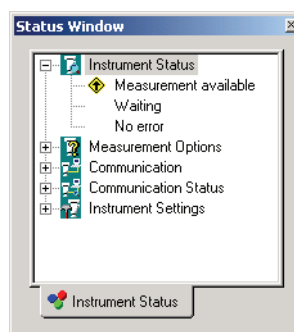 Status Window
Instrument Status
Measurement available
Waiting
No error
Measurement Options
Communication
Communication Status
Instrument Settings
Instrument Status